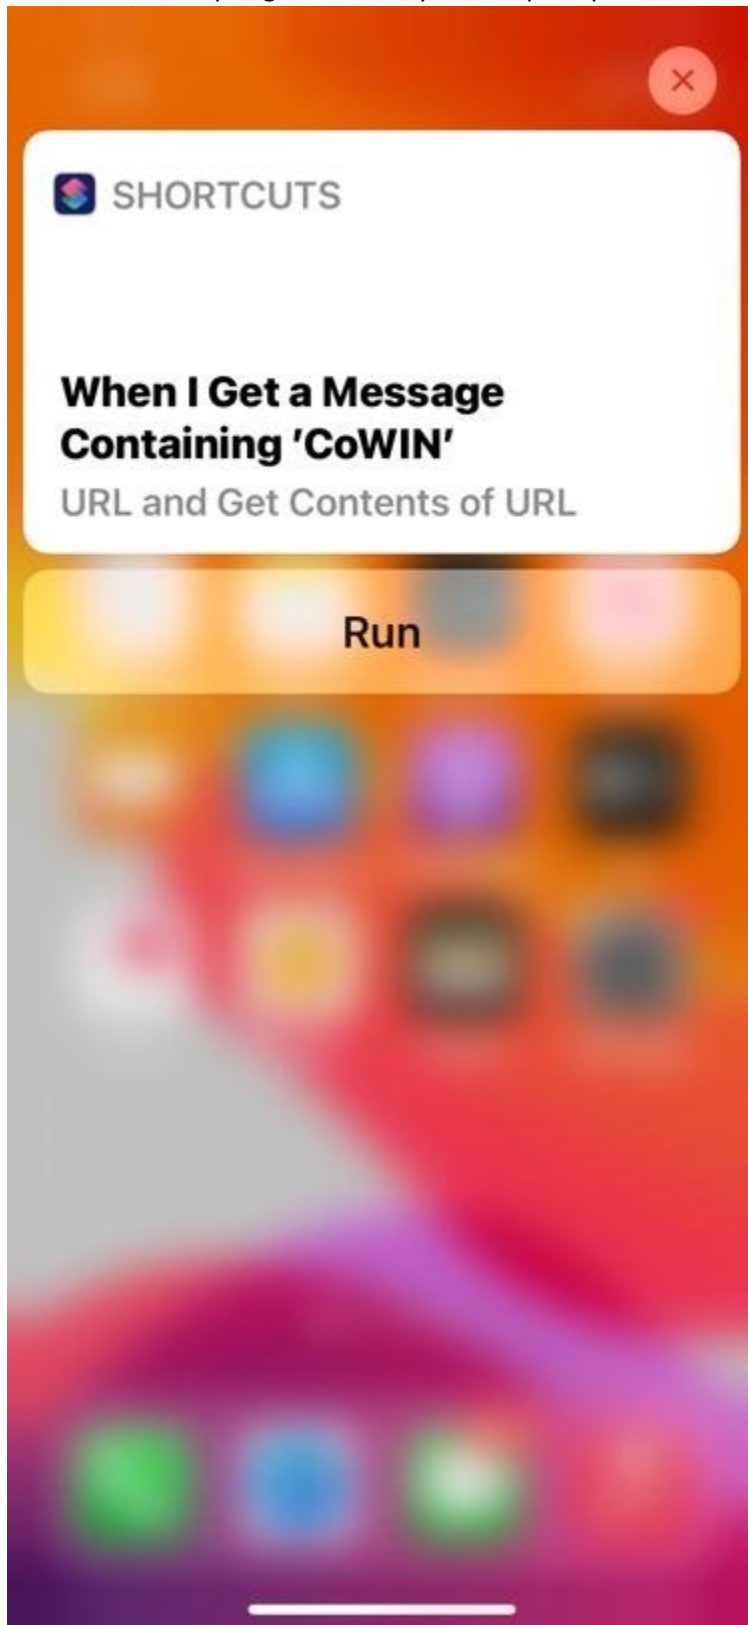 SHORTCUTS
When I Get a Message
Containing ’CoWIN’
URL and Get Contents of URL
Run